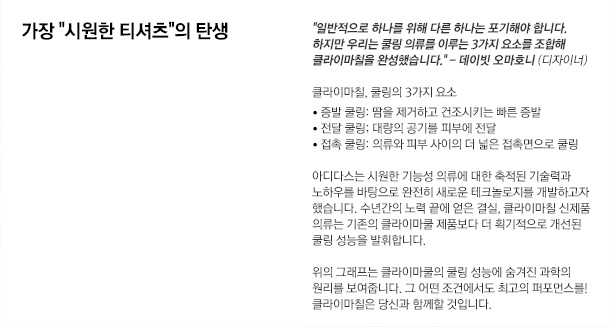 가장 "시원한 티셔츠"의 탄생
"일반적으로 하나를 위해 다른 하나는 포기해야 합니다.
하지만 우리는 쿨링 의류를 이루는 3가지 요소를 조합해
클라이마칠을 완성했습니다." – 데이빗 오마호니 (디자이너)
클라이마칠, 쿨링의 3가지 요소
• 증발 쿨링: 땀을 제거하고 건조시키는 빠른 증발
• 전달 쿨링: 대량의 공기를 피부에 전달
• 접촉 쿨링: 의류와 피부 사이의 더 넓은 접촉면으로 쿨링
아디다스는 시원한 기능성 의류에 대한 축적된 기술력과
노하우를 바탕으로 완전히 새로운 테크놀로지를 개발하고자
했습니다. 수년간의 노력 끝에 얻은 결실, 클라이마칠 신제품
의류는 기존의 클라이마쿨 제품보다 더 획기적으로 개선된
쿨링 성능을 발휘합니다.
위의 그래프는 클라이마쿨의 쿨링 성능에 숨겨진 과학의
원리를 보여줍니다. 그 어떤 조건에서도 최고의 퍼포먼스를!
클라이마칠은 당신과 함께할 것입니다.